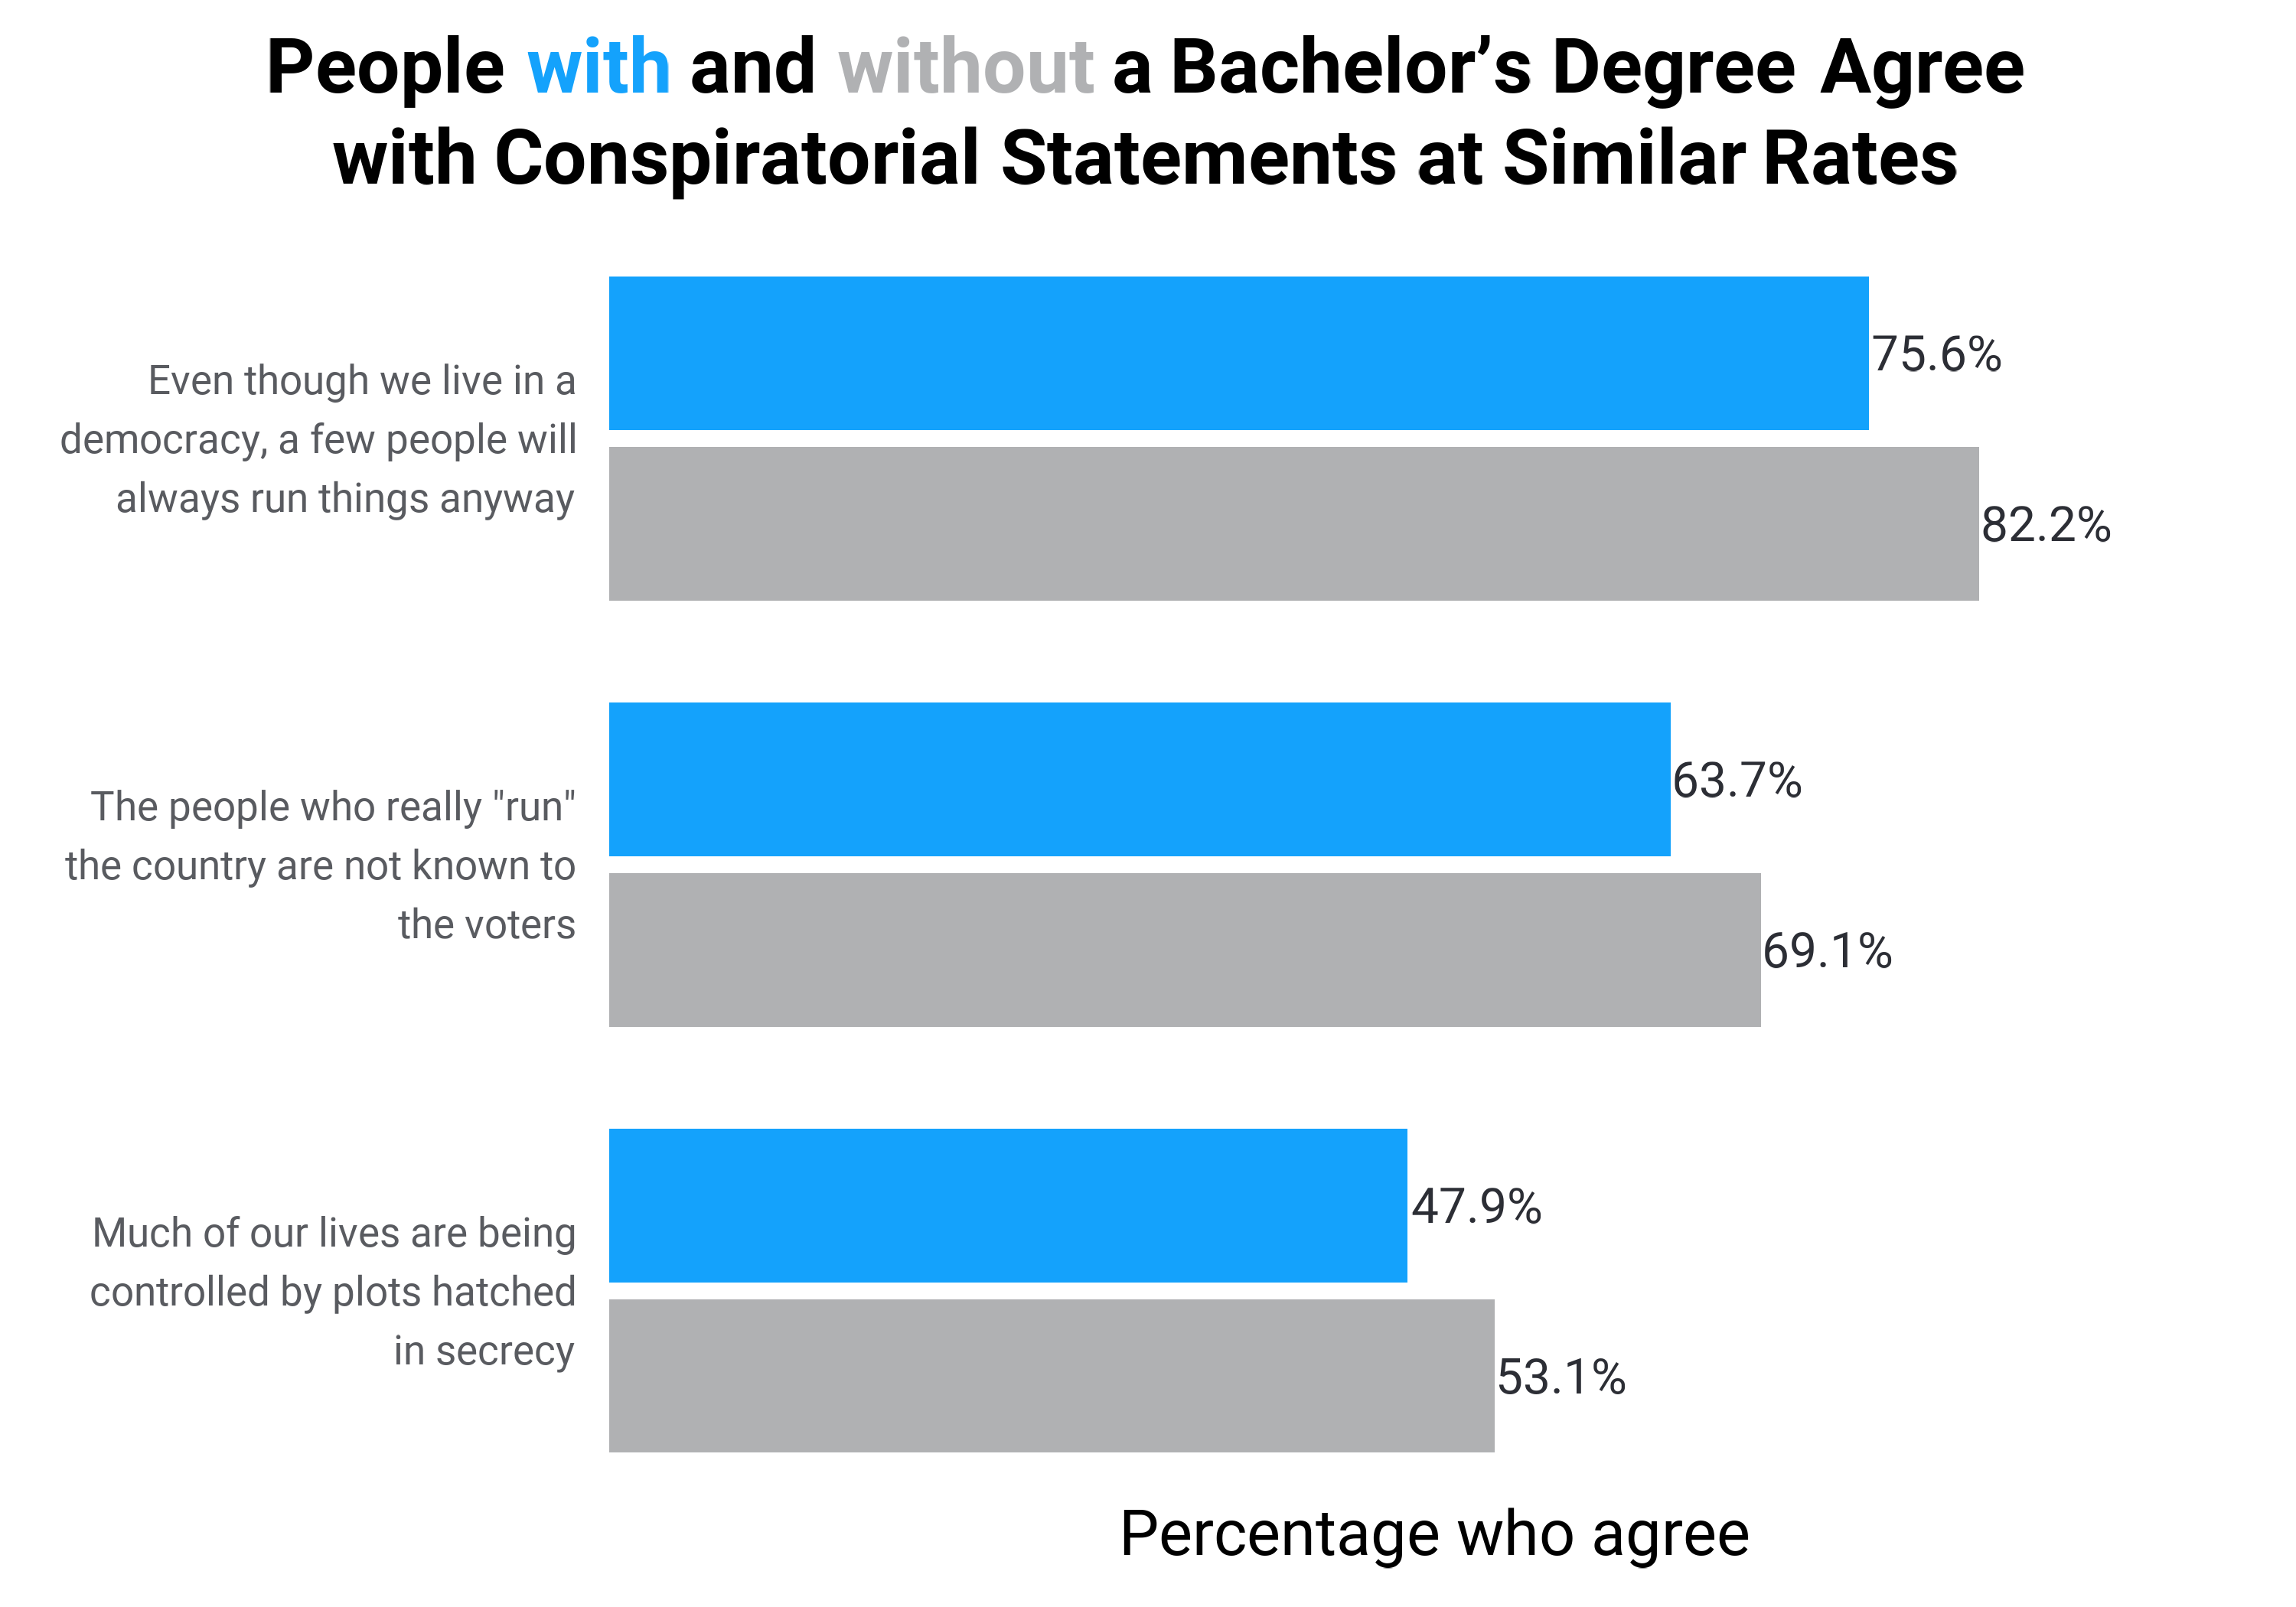 People with and without a Bachelor’s Degree Agree
with Conspiratorial Statements at Similar Rates
Even though we live in a
democracy, a few people will
always run things anyway
75.6%
82.2%
The people who really "run"
the country are not known to
the voters
63.7%
69.1%
Much of our lives are being
controlled by plots hatched
in secrecy
47.9%
53.1%
Percentage who agree